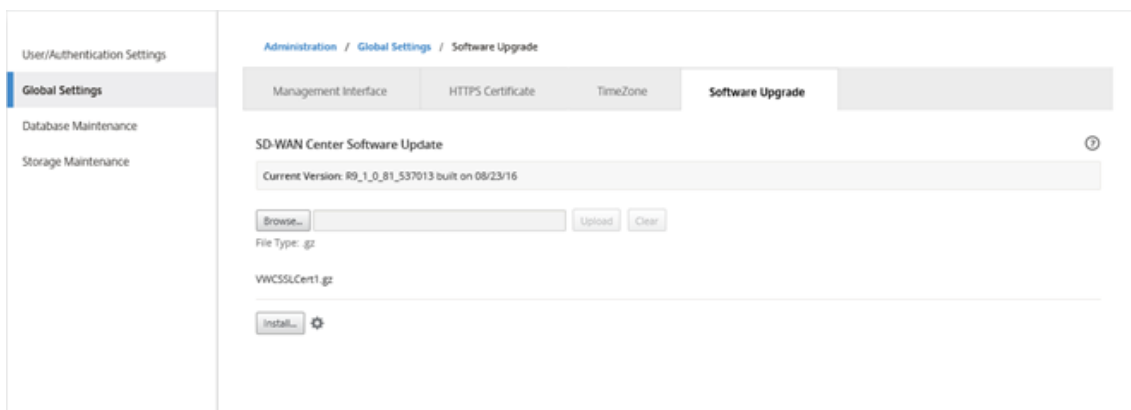 User/Authentication Settings
Global Settings
Database Maintenance
Storage Maintenance
Administration / Global Settings / Software Upgrade
Management Interface HTTPS Certificate TimeZone Software Upgrade
SD-WAN Center Software Update
?
Current Version: R9_1_0_81_537013 built on 08/23/16
Browse... Upload Clear
File Type: .gz
VWCSSLCert1.gz
Install...